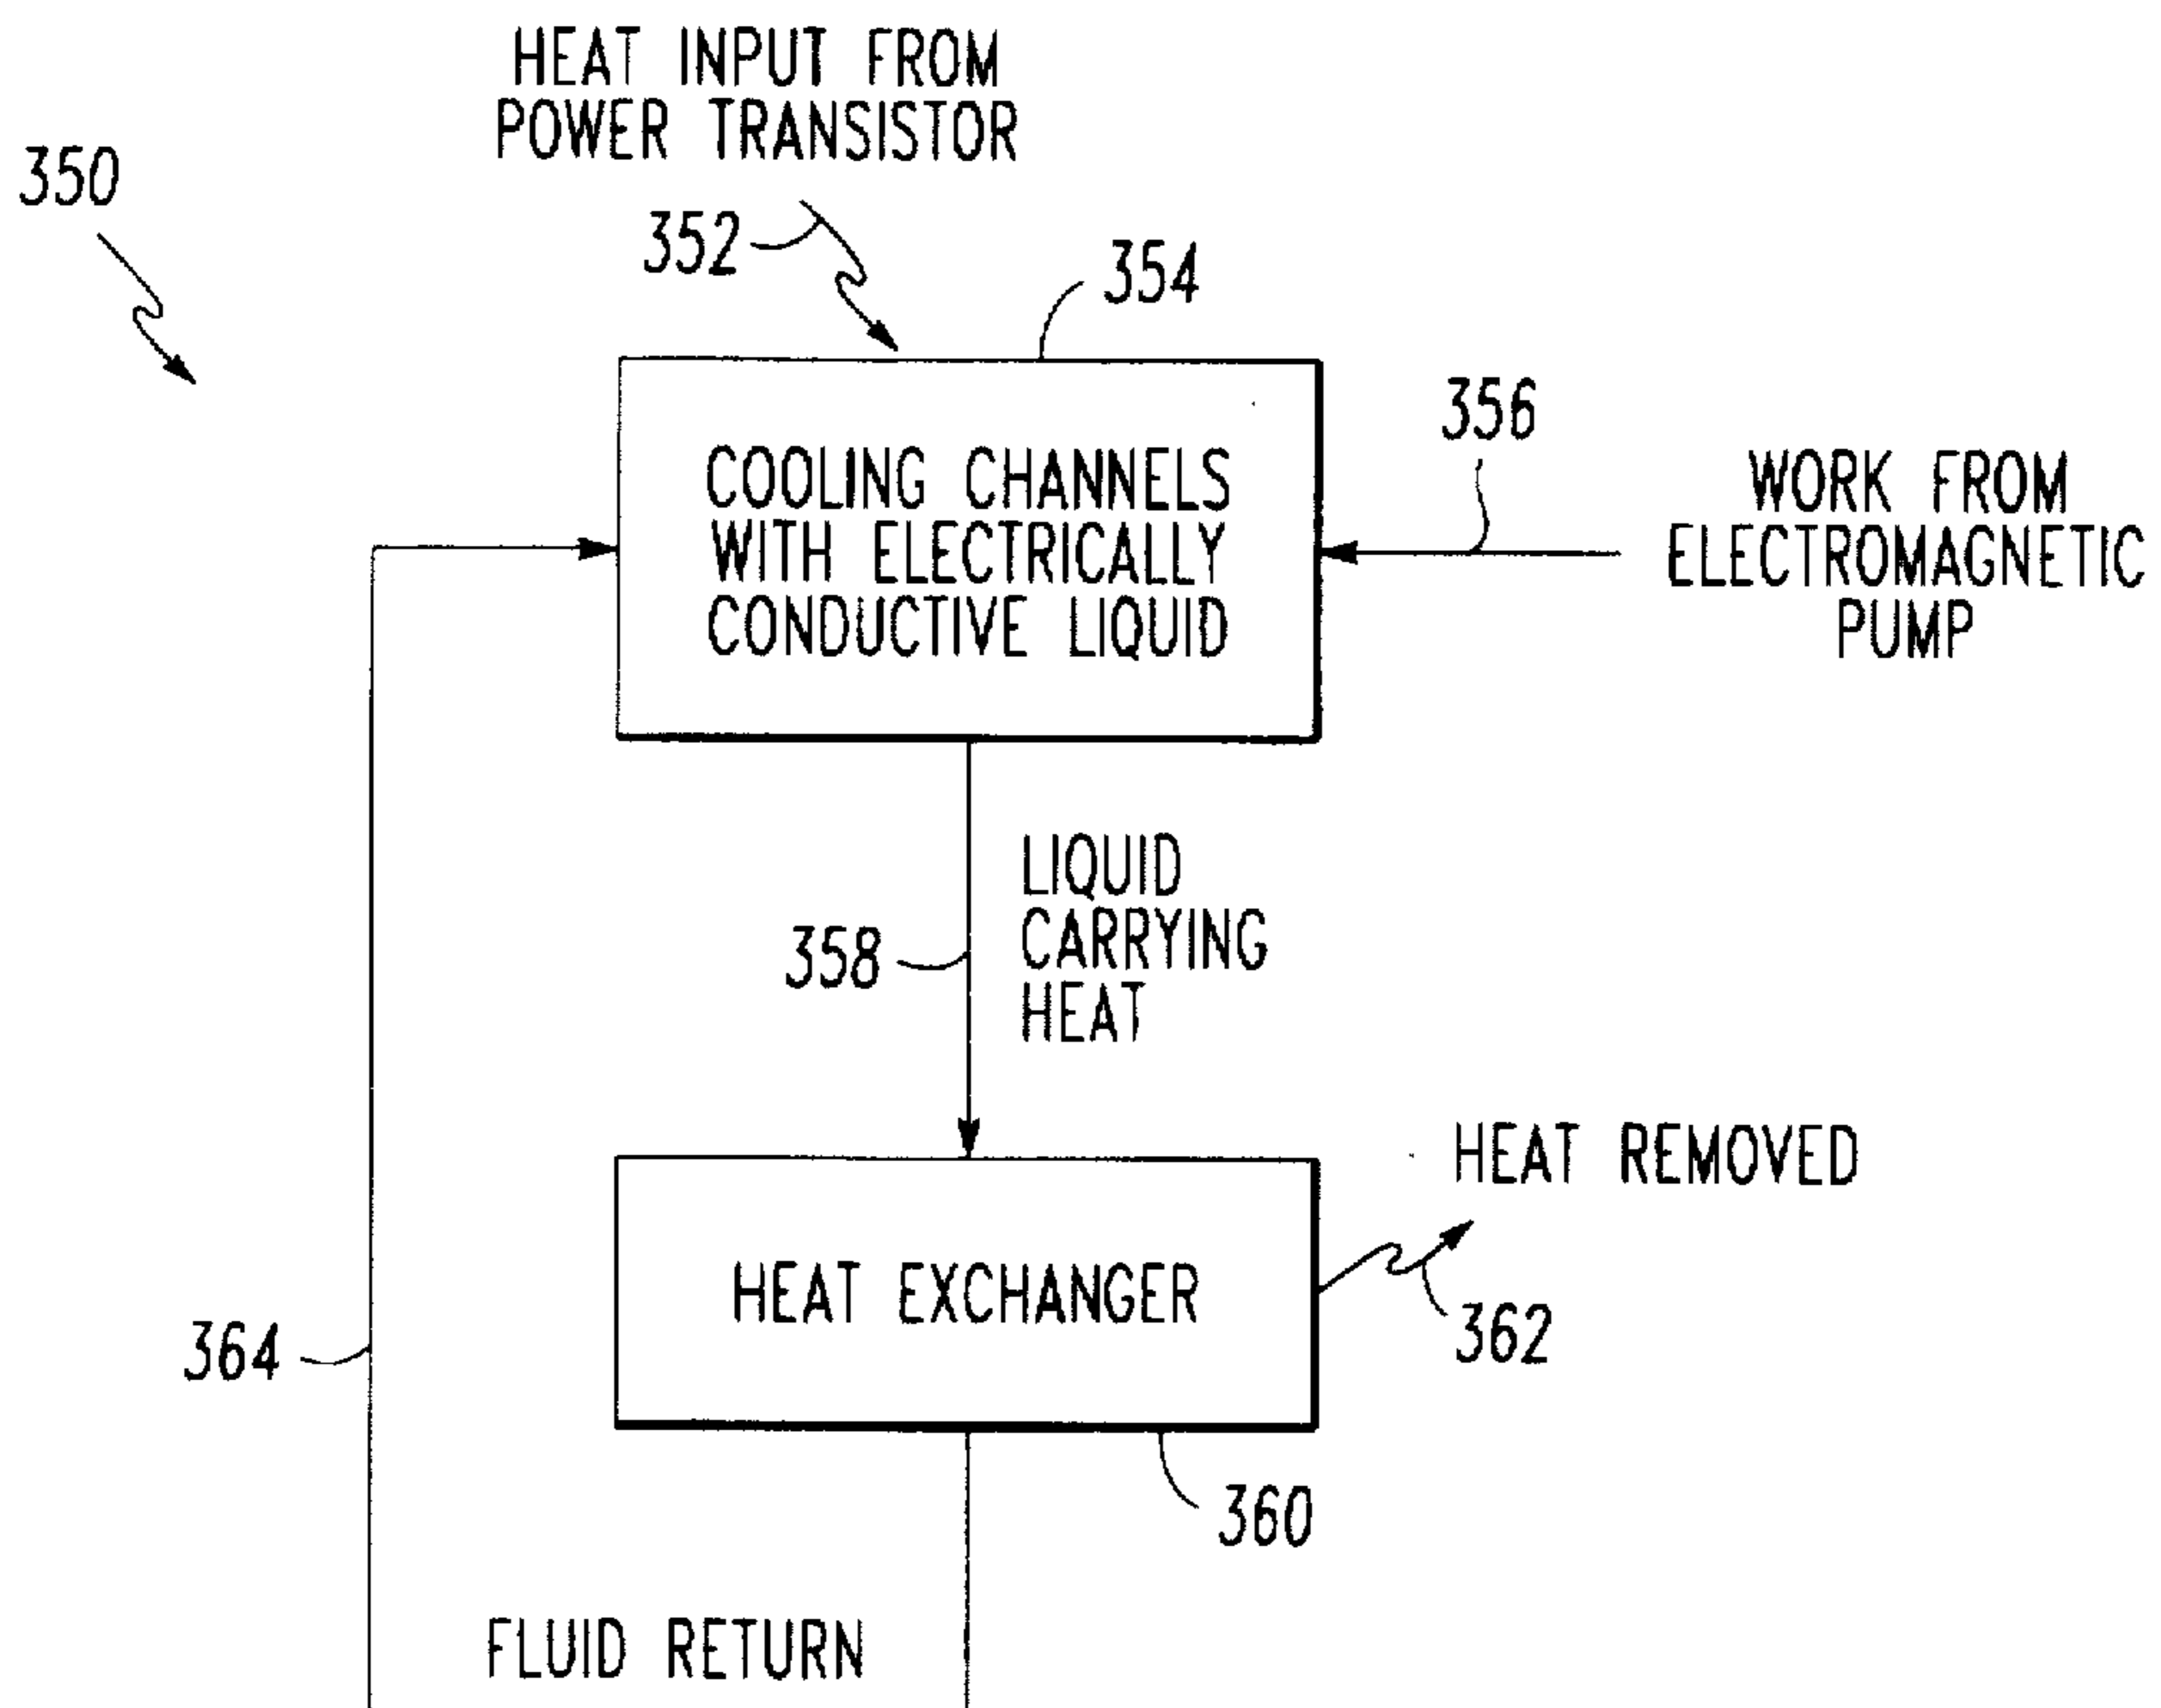 HEAT INPUT FROM
POWER TRANSISTOR
350
352
354
356
COOLING CHANNELS
WITH ELECTRICALLY
CONDUCTIVE LIQUID
WORK FROM
ELECTROMAGNETIC
PUMP
LIQUID
CARRYING
HEAT
358
HEAT REMOVED
HEAT EXCHANGER
362
364
360
FLUID RETURN